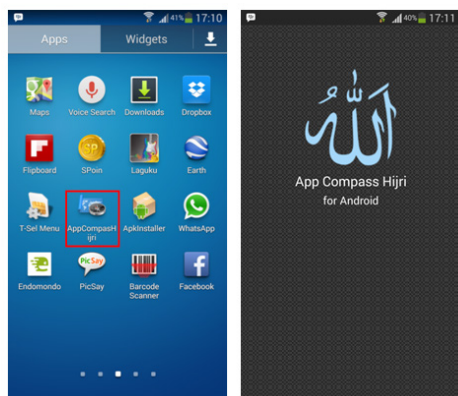 41% 17:10
Apps
Widgets
Maps
Voice Search
Downloads
Dropbox
Flipboard
SPoin
Laguku
Earth
T-Sel Menu
AppCompasH
ijri
ApkInstaller
WhatsApp
Endomondo
PicSay
Barcode
Scanner
Facebook
40% 17:11
الله
App Compass Hijri
for Android